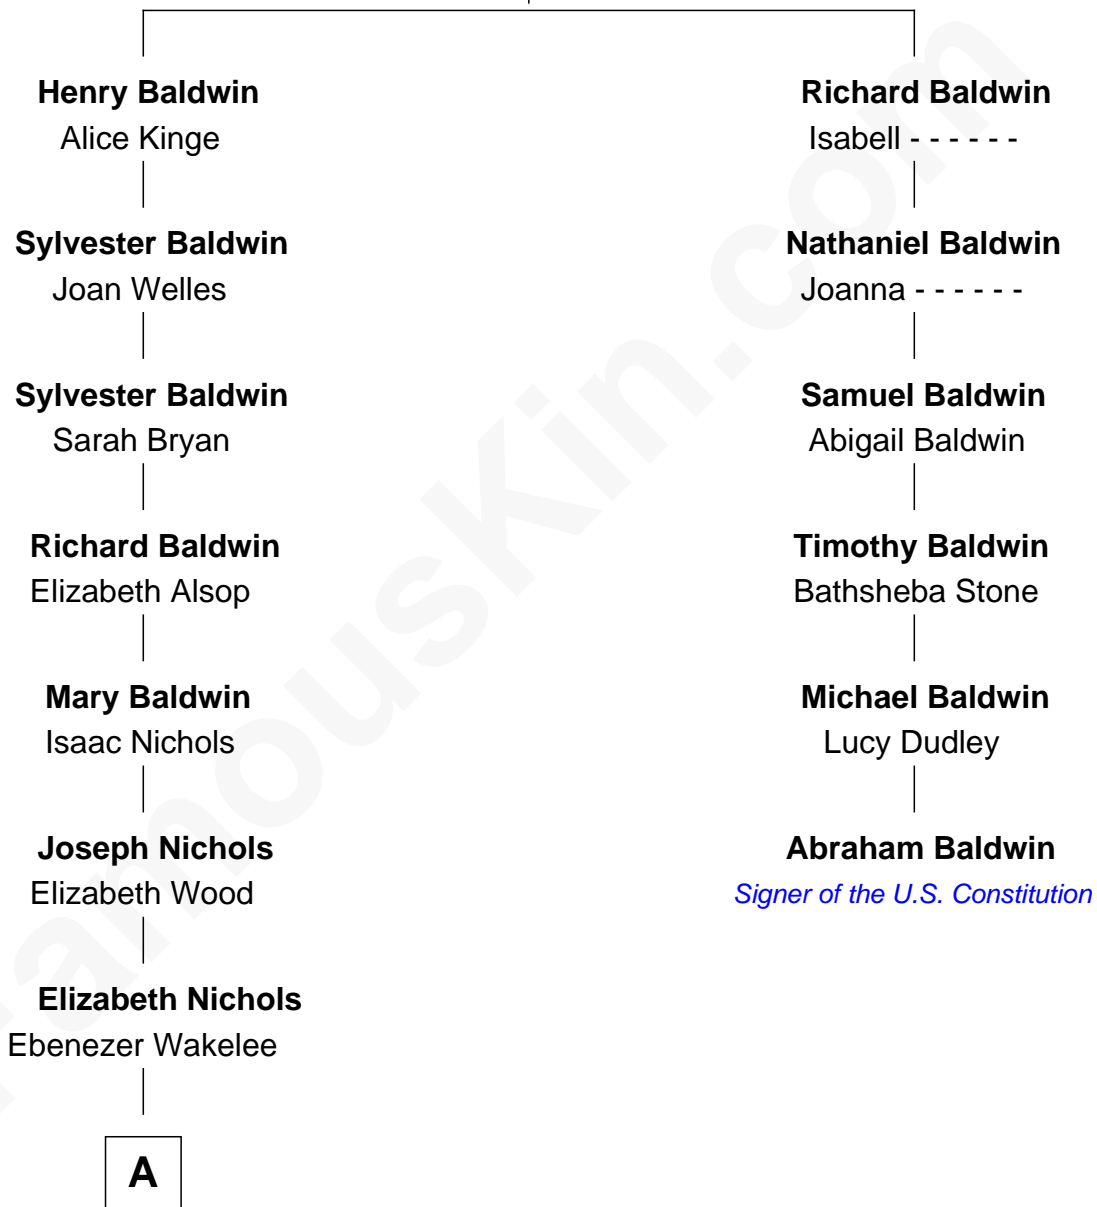 Henry Baldwin
Alice Kinge
Richard Baldwin
Isabell - - - - - -
Sylvester Baldwin
Joan Welles
Nathaniel Baldwin
Joanna - - - - - -
Sylvester Baldwin
Sarah Bryan
Samuel Baldwin
Abigail Baldwin
Richard Baldwin
Elizabeth Alsop
Timothy Baldwin
Bathsheba Stone
Mary Baldwin
Isaac Nichols
Michael Baldwin
Lucy Dudley
Joseph Nichols
Elizabeth Wood
Abraham Baldwin
Signer of the U.S. Constitution
Elizabeth Nichols
Ebenezer Wakelee
A
FamousKin.com